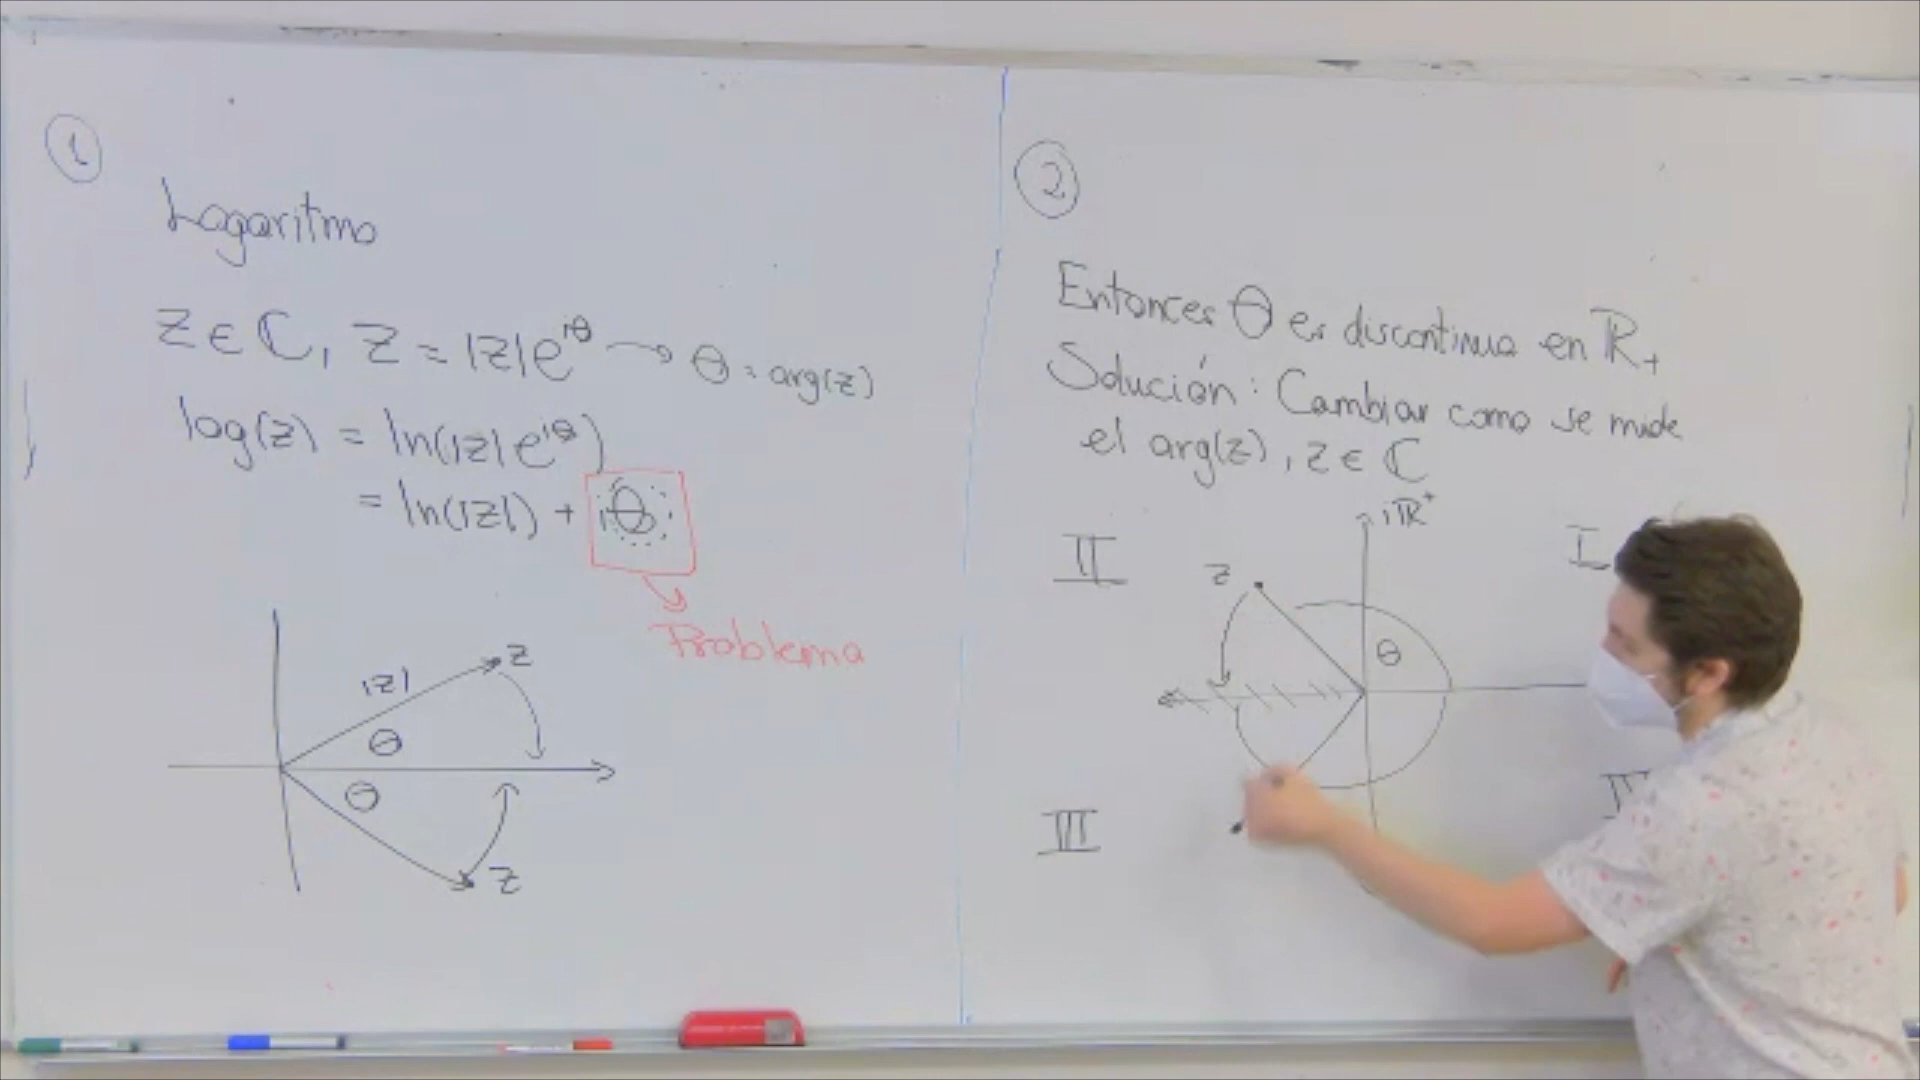 1
Logaritmo
z ∈ ℂ, z = |z|e^{iθ} → θ = arg(z)
log(z) = ln(|z|e^{iθ})
= ln(|z|) + iθ
Problema
|z|
z
θ
θ
z
2
Entonces θ es discontinua en ℝ₊
Solución: Cambiar como se mide
el arg(z), z ∈ ℂ
iℝ⁺
II
I
z
θ
III